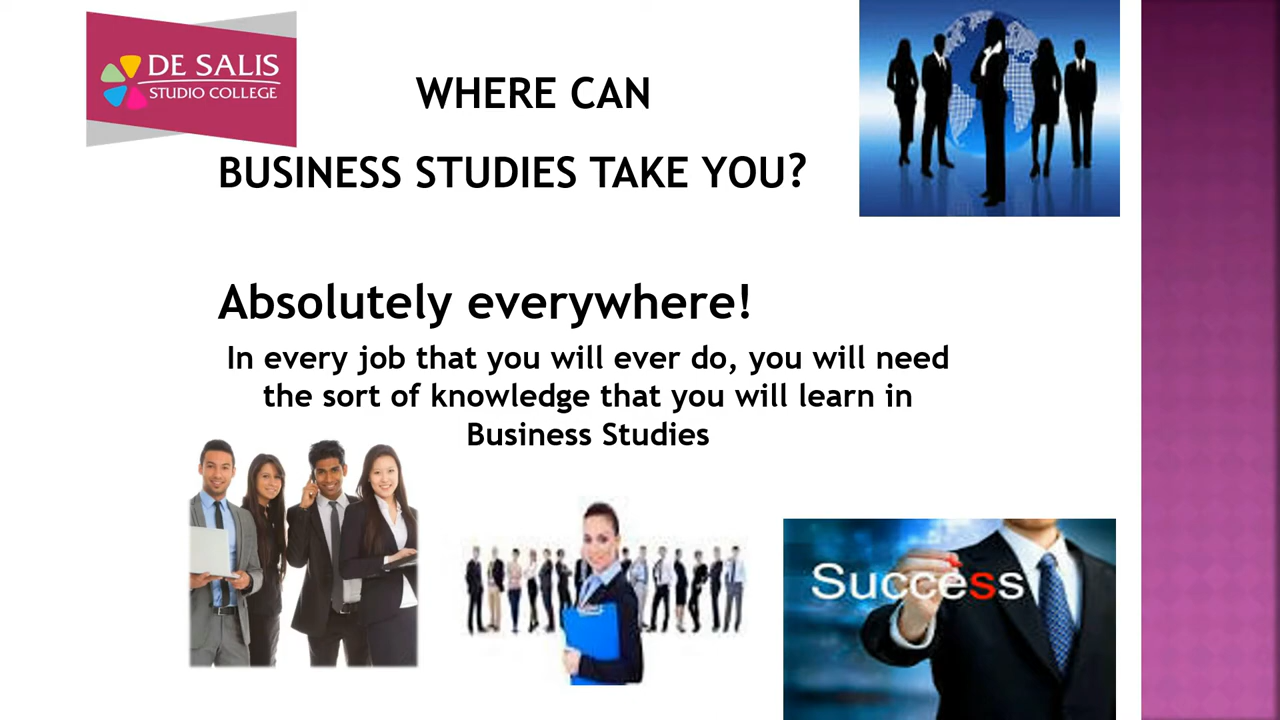 DE SALIS
STUDIO COLLEGE
WHERE CAN
BUSINESS STUDIES TAKE YOU?
Absolutely everywhere!
In every job that you will ever do, you will need
the sort of knowledge that you will learn in
Business Studies
Success